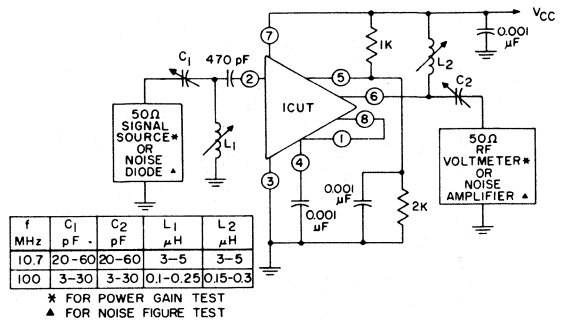 V_CC
0.001 μF
1K
L2
C1
470 pF
7
2
5
6
8
1
4
3
ICUT
C2
50Ω
SIGNAL
SOURCE*
OR
NOISE
DIODE ▲
L1
50Ω
RF
VOLTMETER*
OR
NOISE
AMPLIFIER ▲
0.001 μF
0.001 μF
2K
f MHz C1 pF C2 pF L1 μH L2 μH
10.7 20-60 20-60 3-5 3-5
100 3-30 3-30 0.1-0.25 0.15-0.3
* FOR POWER GAIN TEST
▲ FOR NOISE FIGURE TEST